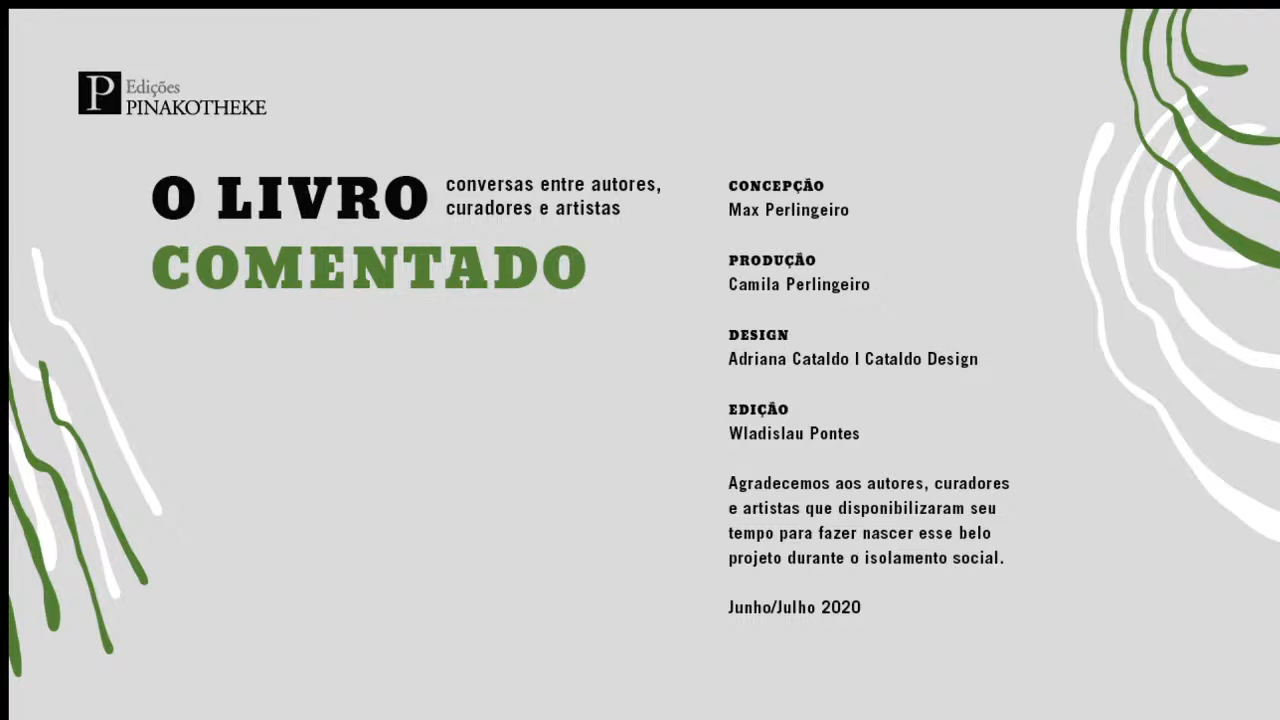 P
Edições
PINAKOTHEKE
O LIVRO
COMENTADO
conversas entre autores,
curadores e artistas
CONCEPÇÃO
Max Perlingeiro
PRODUÇÃO
Camila Perlingeiro
DESIGN
Adriana Cataldo I Cataldo Design
EDIÇÃO
Wladislau Pontes
Agradecemos aos autores, curadores
e artistas que disponibilizaram seu
tempo para fazer nascer esse belo
projeto durante o isolamento social.
Junho/Julho 2020